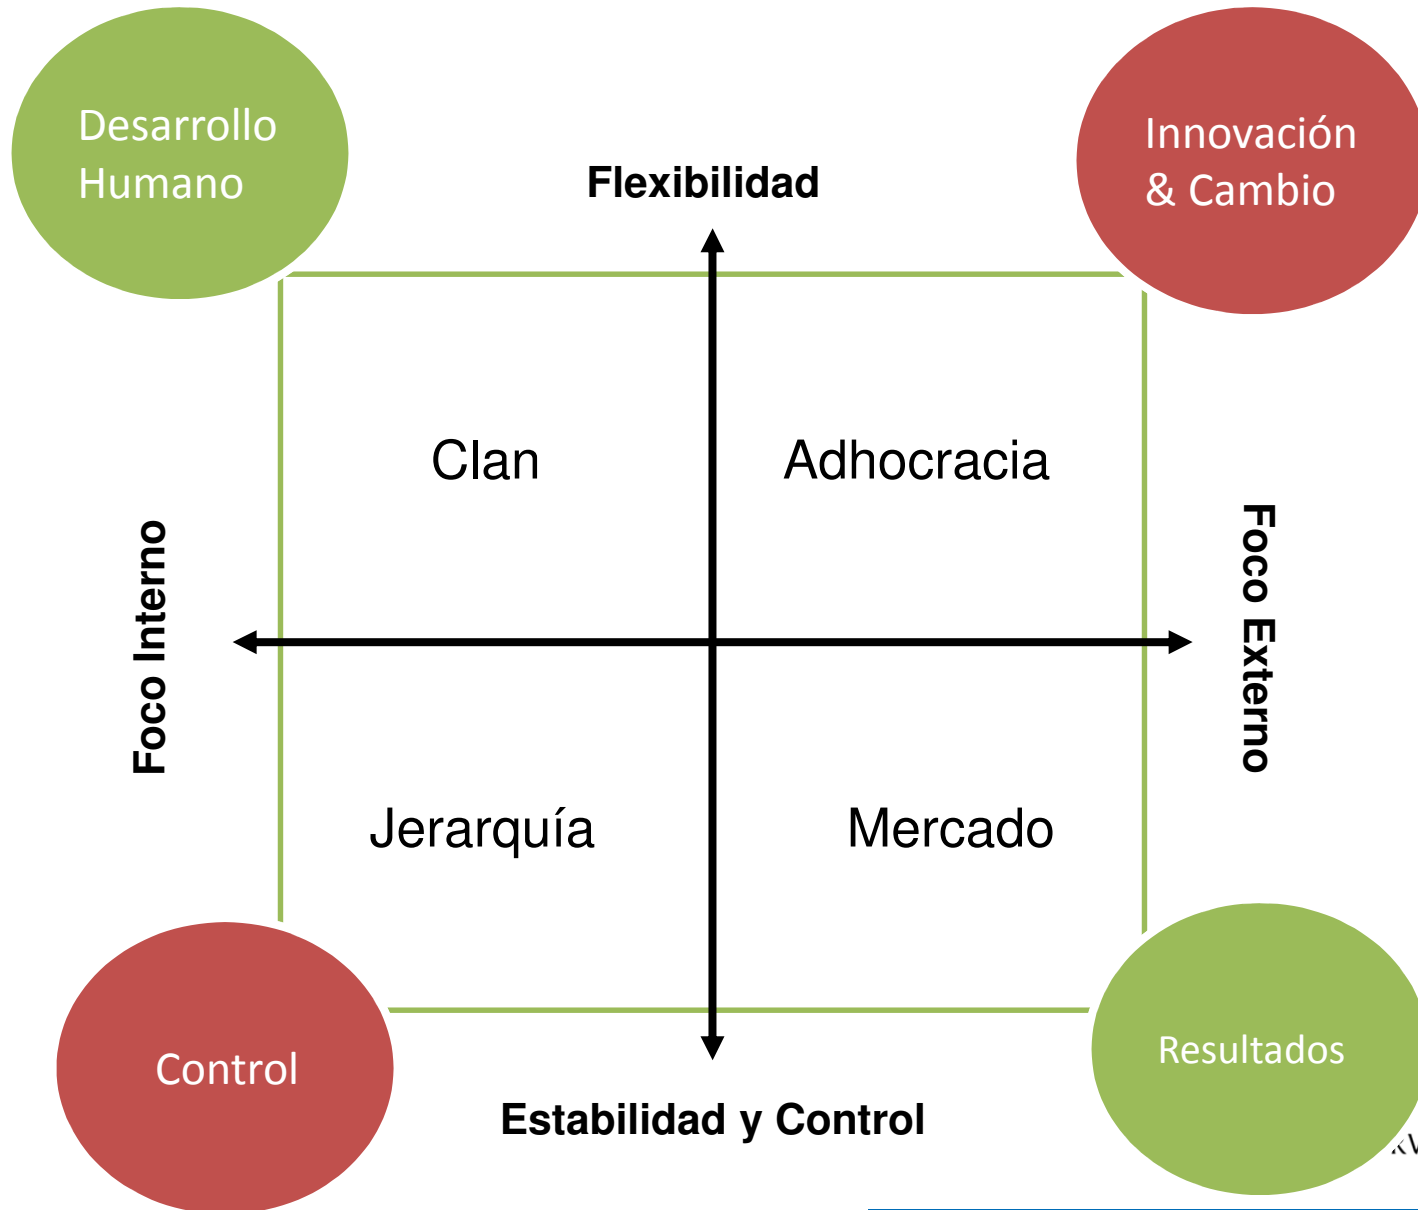 Desarrollo
Humano
Innovación
& Cambio
Flexibilidad
Clan
Adhocracia
Foco Interno
Foco Externo
Jerarquía
Mercado
Control
Resultados
Estabilidad y Control